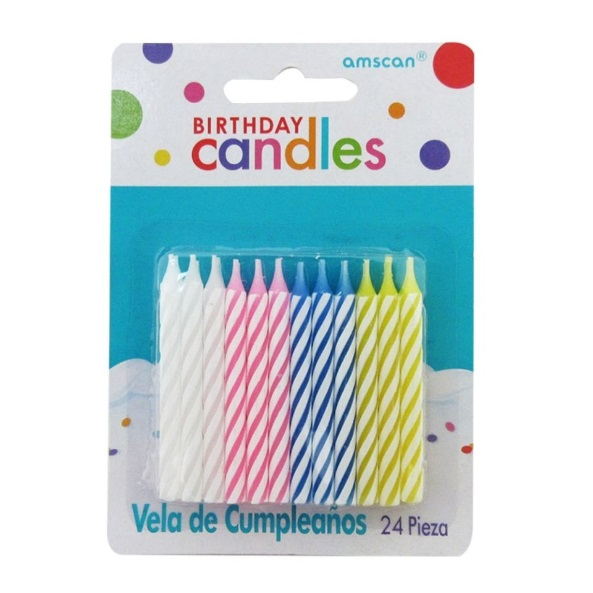 amscan®
BIRTHDAY
candles
Vela de Cumpleaños 24 Pieza